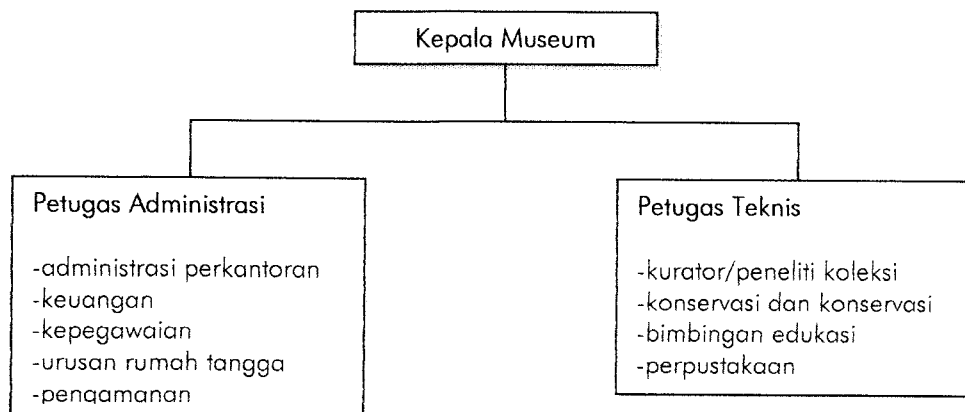 Kepala Museum
Petugas Administrasi
-administrasi perkantoran
-keuangan
-kepegawaian
-urusan rumah tangga
-pengamanan
Petugas Teknis
-kurator/peneliti koleksi
-konservasi dan konservasi
-bimbingan edukasi
-perpustakaan